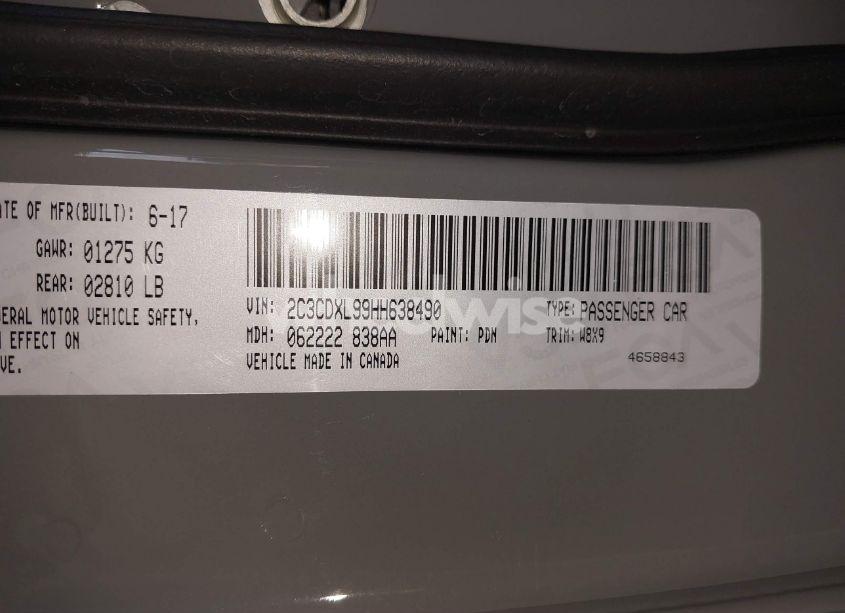 ATE OF MFR(BUILT): 6-17
GAWR: 01275 KG
REAR: 02810 LB
ERAL MOTOR VEHICLE SAFETY,
EFFECT ON
VE.
VIN: 2C3CDXL99HH638490 TYPE: PASSENGER CAR
MDH: 062222 838AA PAINT: PDN TRIM: W8X9
VEHICLE MADE IN CANADA 4658843